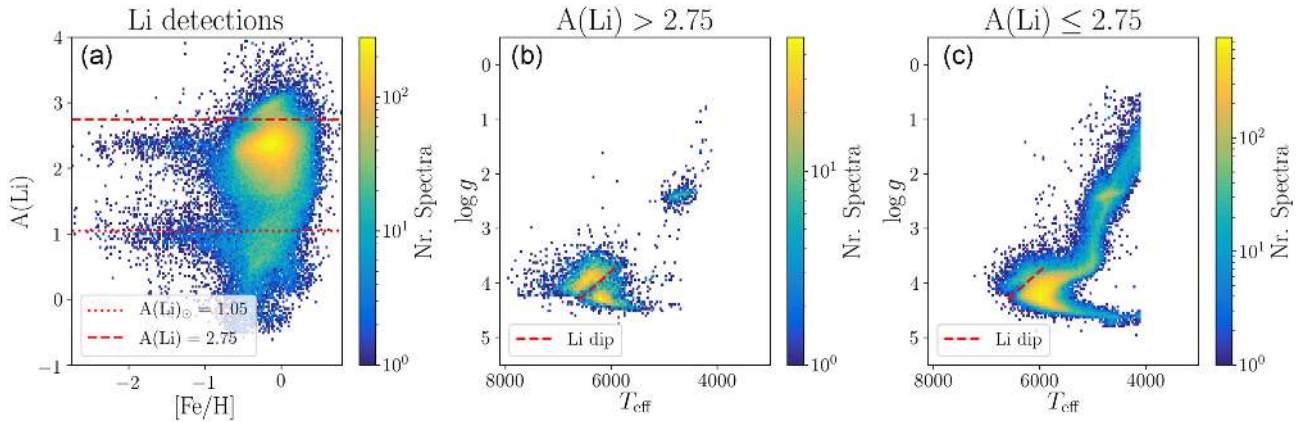 Li detections
(a)
4
3
2
1
0
−1
A(Li)
−2
−1
0
[Fe/H]
A(Li)⊙ = 1.05
A(Li) = 2.75
10²
10¹
10⁰
Nr. Spectra
A(Li) > 2.75
(b)
0
1
2
3
4
5
log g
8000
6000
4000
Teff
Li dip
10¹
10⁰
Nr. Spectra
A(Li) ≤ 2.75
(c)
0
1
2
3
4
5
log g
8000
6000
4000
Teff
Li dip
10²
10¹
10⁰
Nr. Spectra